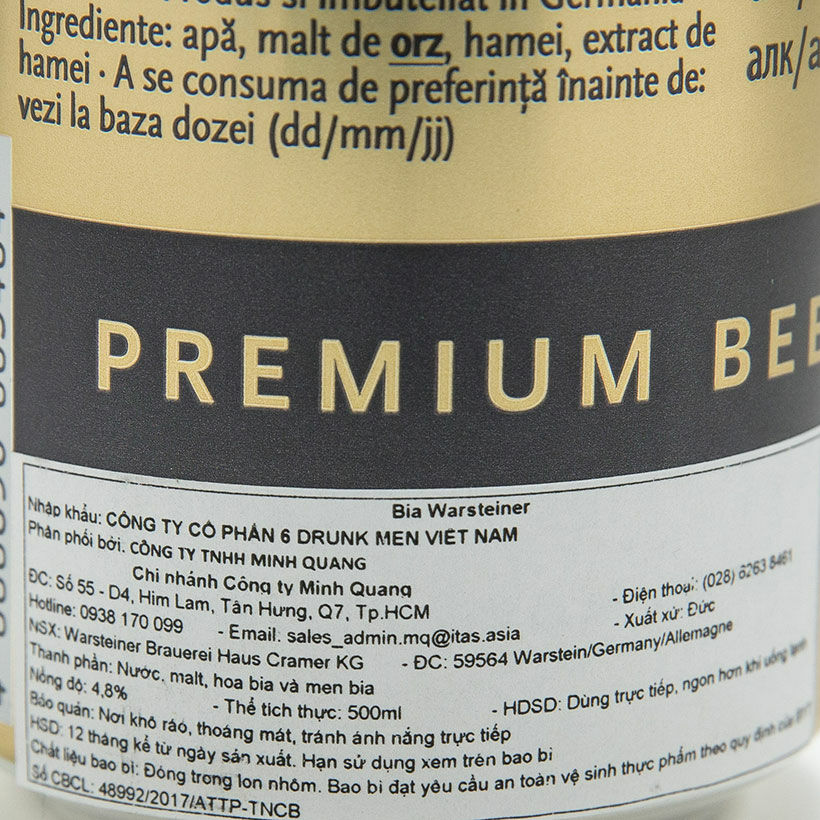 Produs si imbuteliat in Germania
Ingrediente: apă, malt de orz, hamei, extract de
hamei · A se consuma de preferinţă înainte de:
vezi la baza dozei (dd/mm/jj)
алк/
PREMIUM BEE
Bia Warsteiner
Nhập khẩu: CÔNG TY CỔ PHẦN 6 DRUNK MEN VIỆT NAM
Phân phối bởi: CÔNG TY TNHH MINH QUANG
Chi nhánh Công ty Minh Quang
ĐC: Số 55 - D4, Him Lam, Tân Hưng, Q7, Tp.HCM - Điện thoại: (028) 6263 8461
Hotline: 0938 170 099 - Email: sales_admin.mq@itas.asia - Xuất xứ: Đức
NSX: Warsteiner Brauerei Haus Cramer KG - ĐC: 59564 Warstein/Germany/Allemagne
Thành phần: Nước, malt, hoa bia và men bia
Nồng độ: 4,8% - Thể tích thực: 500ml - HDSD: Dùng trực tiếp, ngon hơn khi uống lạnh
Bảo quản: Nơi khô ráo, thoáng mát, tránh ánh nắng trực tiếp
HSD: 12 tháng kể từ ngày sản xuất. Hạn sử dụng xem trên bao bì
Chất liệu bao bì: Đóng trong lon nhôm. Bao bì đạt yêu cầu an toàn vệ sinh thực phẩm theo quy định của BYT
Số CBCL: 48992/2017/ATTP-TNCB